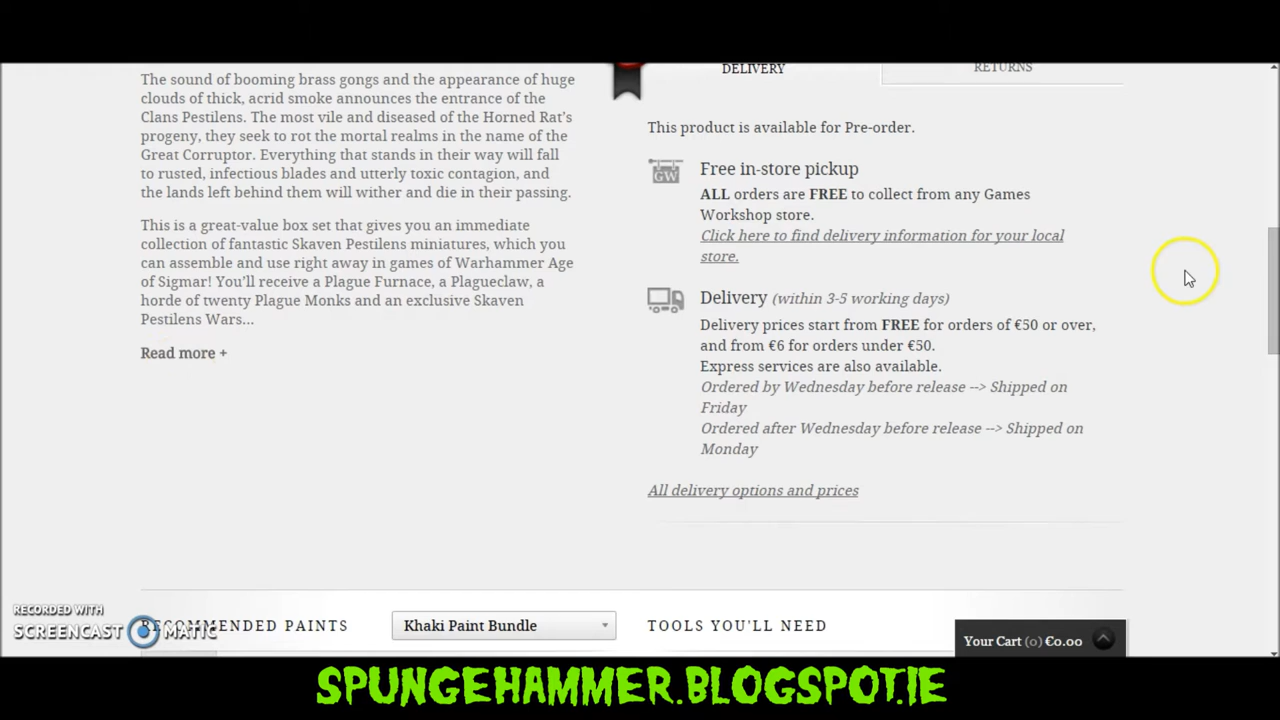 The sound of booming brass gongs and the appearance of huge
clouds of thick, acrid smoke announces the entrance of the
Clans Pestilens. The most vile and diseased of the Horned Rat's
progeny, they seek to rot the mortal realms in the name of the
Great Corruptor. Everything that stands in their way will fall
to rusted, infectious blades and utterly toxic contagion, and
the lands left behind them will wither and die in their passing.
This is a great-value box set that gives you an immediate
collection of fantastic Skaven Pestilens miniatures, which you
can assemble and use right away in games of Warhammer Age
of Sigmar! You'll receive a Plague Furnace, a Plagueclaw, a
horde of twenty Plague Monks and an exclusive Skaven
Pestilens Wars...
Read more +
DELIVERY
RETURNS
This product is available for Pre-order.
GW
Free in-store pickup
ALL orders are FREE to collect from any Games
Workshop store.
Click here to find delivery information for your local
store.
Delivery (within 3-5 working days)
Delivery prices start from FREE for orders of €50 or over,
and from €6 for orders under €50.
Express services are also available.
Ordered by Wednesday before release --> Shipped on
Friday
Ordered after Wednesday before release --> Shipped on
Monday
All delivery options and prices
RECOMMENDED PAINTS
Khaki Paint Bundle
TOOLS YOU'LL NEED
Your Cart (0) €0.00
RECORDED WITH
SCREENCAST MATIC
SPUNGEHAMMER.BLOGSPOT.IE